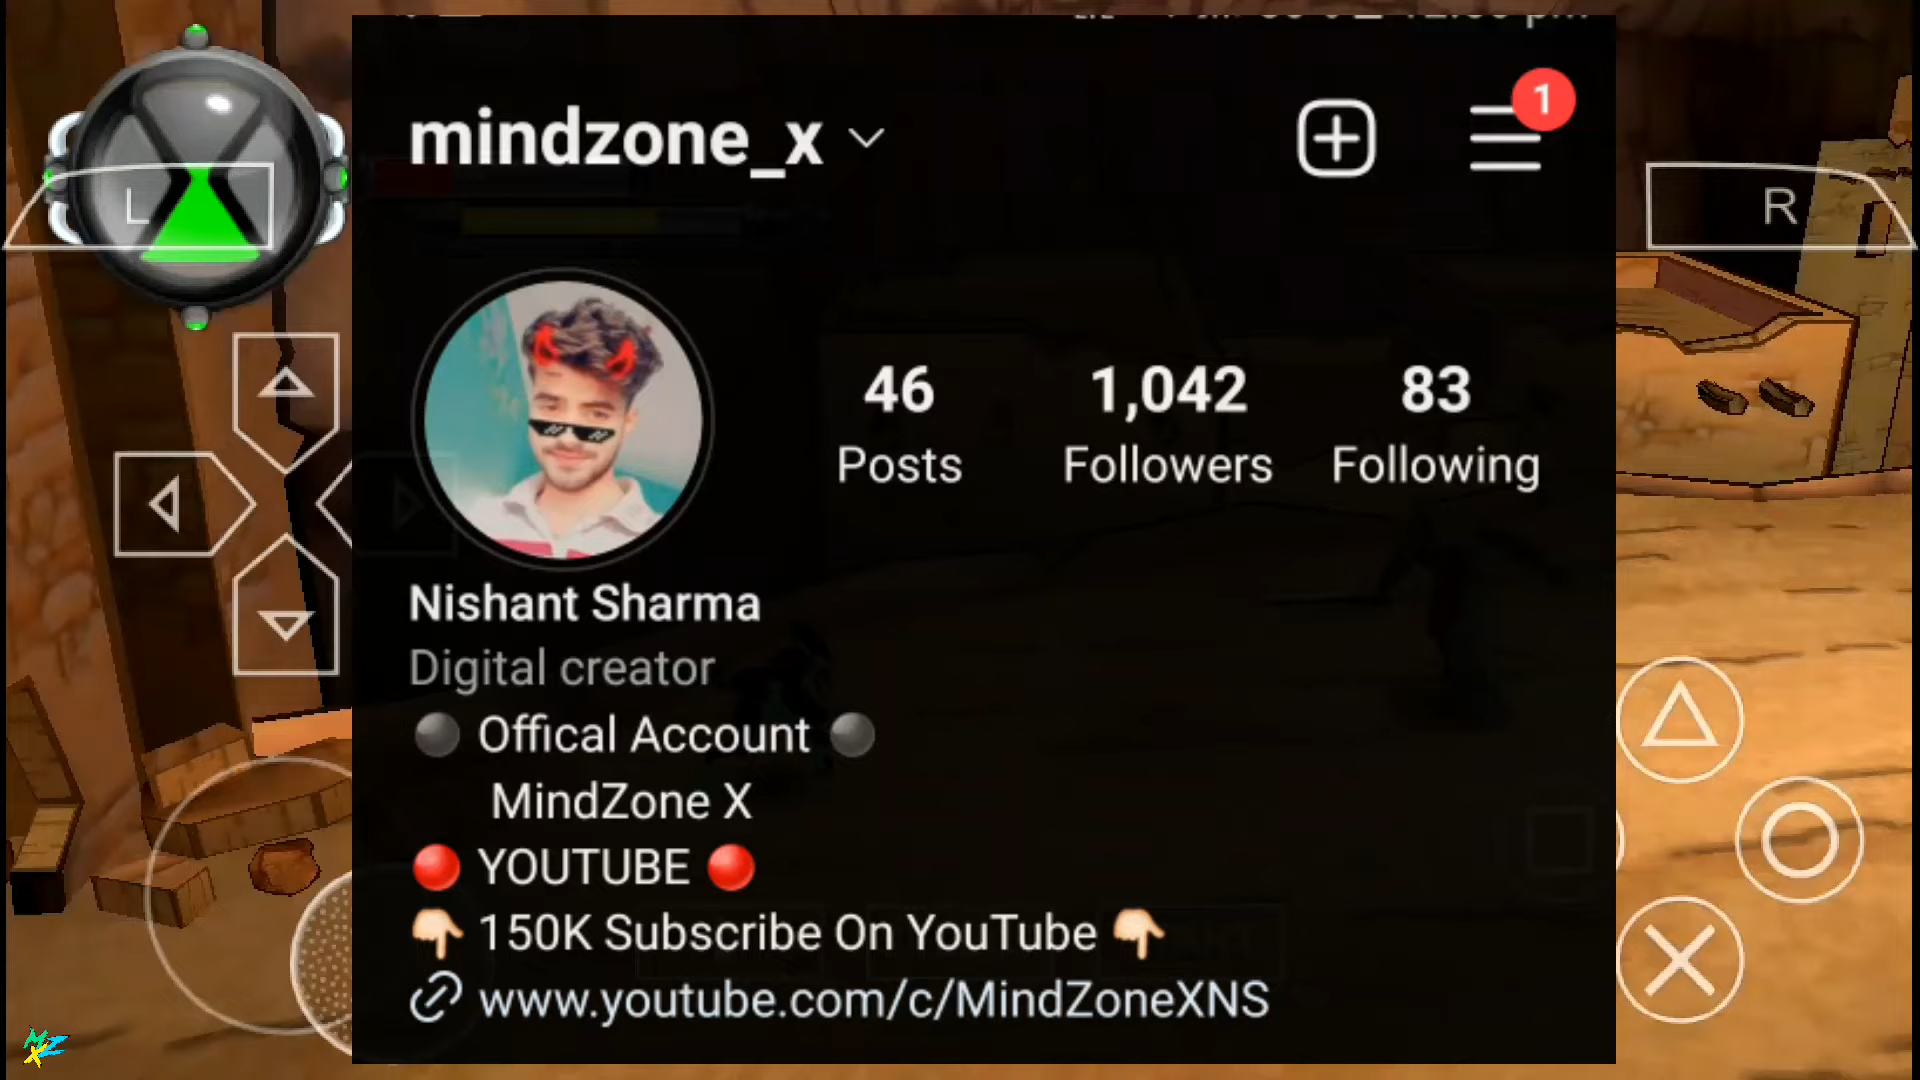 mindzone_x
1
L
R
46 1,042 83
Posts Followers Following
Nishant Sharma
Digital creator
Offical Account
MindZone X
YOUTUBE
150K Subscribe On YouTube
www.youtube.com/c/MindZoneXNS
MZX